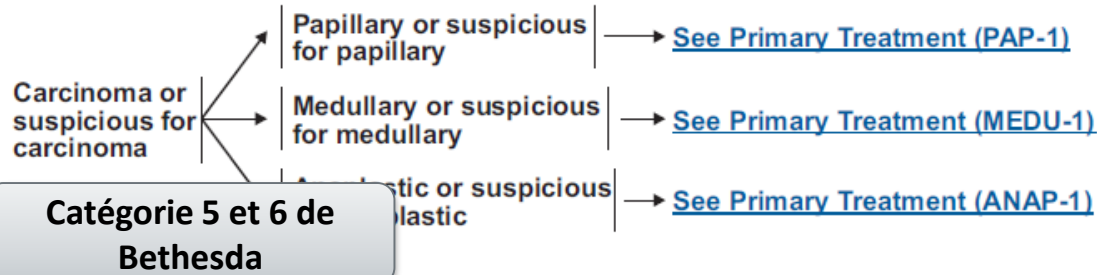 Papillary or suspicious
for papillary
See Primary Treatment (PAP-1)
Carcinoma or
suspicious for
carcinoma
Medullary or suspicious
for medullary
See Primary Treatment (MEDU-1)
or suspicious
See Primary Treatment (ANAP-1)
Catégorie 5 et 6 de
Bethesda